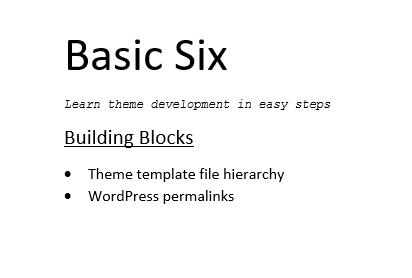 Basic Six
Learn theme development in easy steps
Building Blocks
• Theme template file hierarchy
• WordPress permalinks